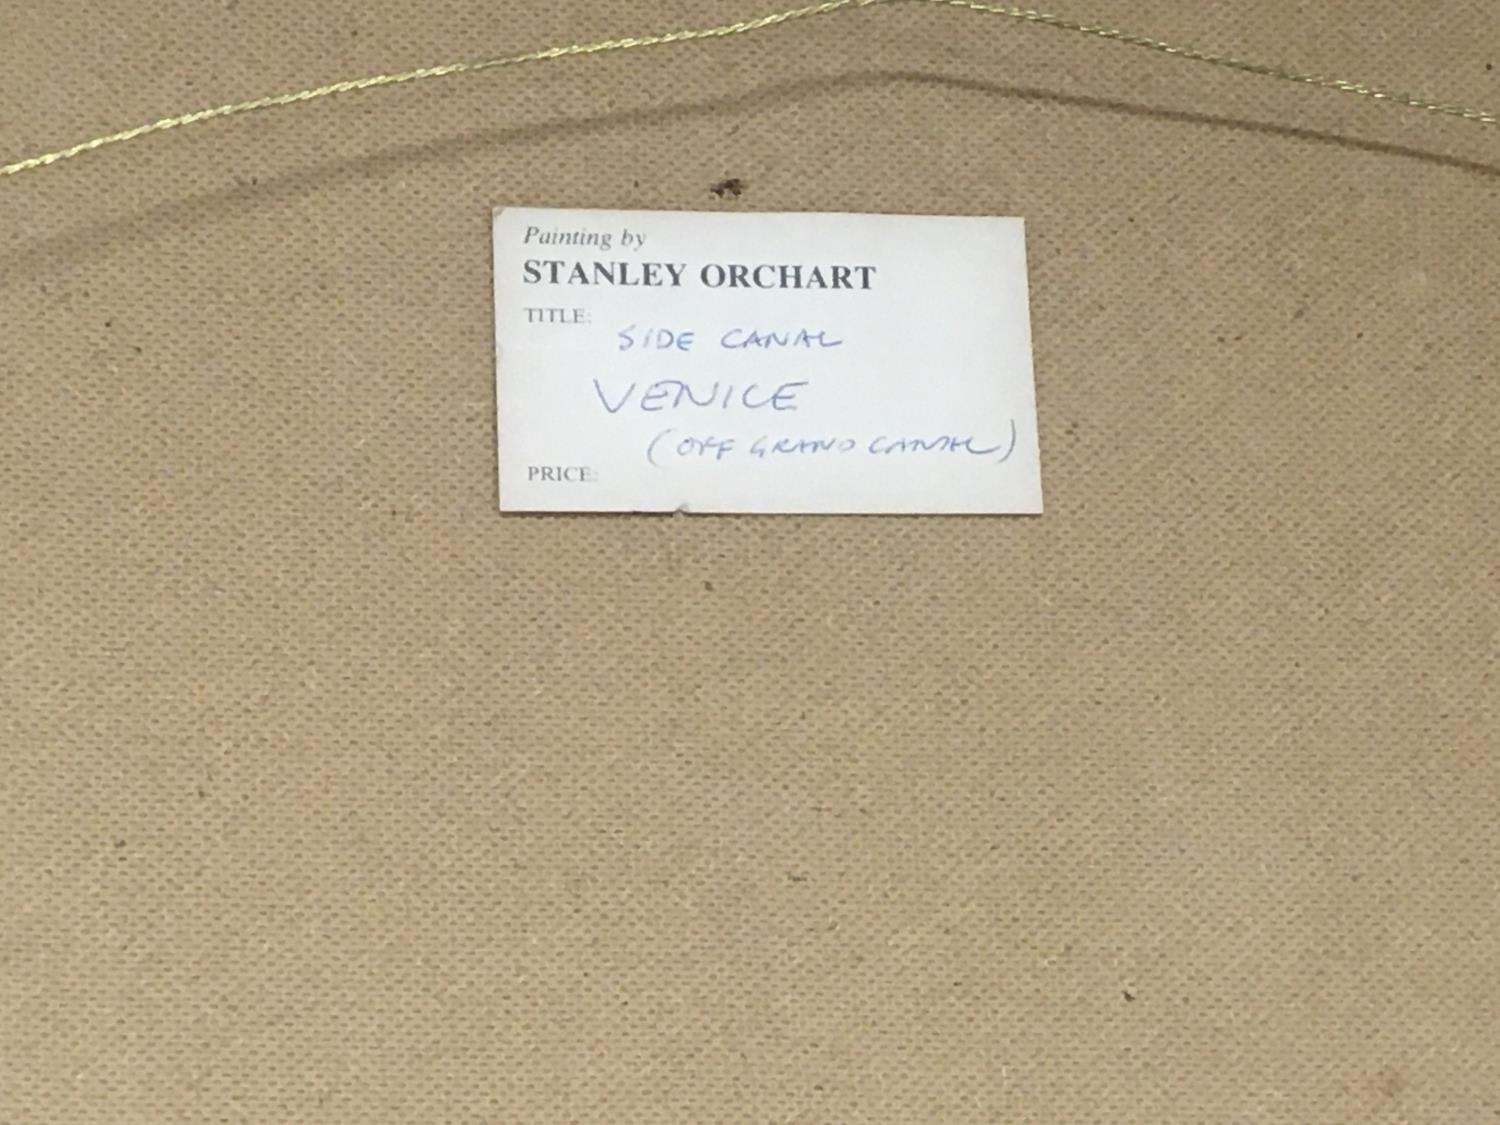 Painting by
STANLEY ORCHART
TITLE:
SIDE CANAL
VENICE
(OFF GRAND CANAL)
PRICE: